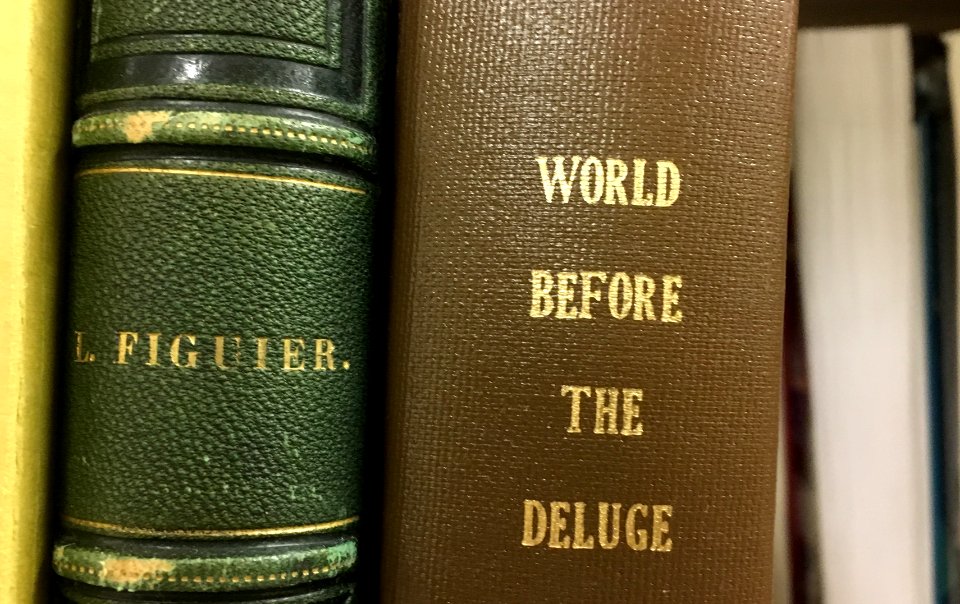 L. FIGUIER.
WORLD
BEFORE
THE
DELUGE